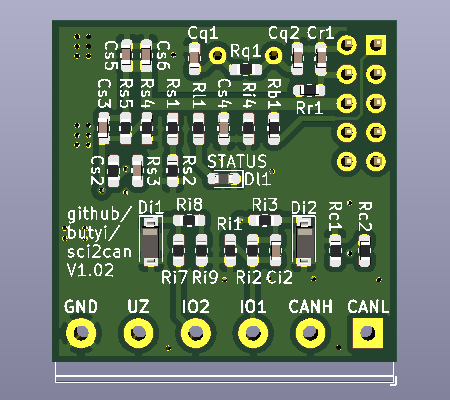 Cq1 Cq2 Cr1
Cs5 Cs6 Rq1
Rr1
Cs3 Rs5 Rs4 Rs1 Ri1 Cs4 Ri4 Rb1
Cs2 Rs3 Rs2 STATUS
Dl1
github/
butyi/
sci2can
V1.02
Di1 Ri8 Ri1 Ri3 Di2 Rc1 Rc2
Ri7 Ri9 Ri2 Ci2
GND UZ IO2 IO1 CANH CANL